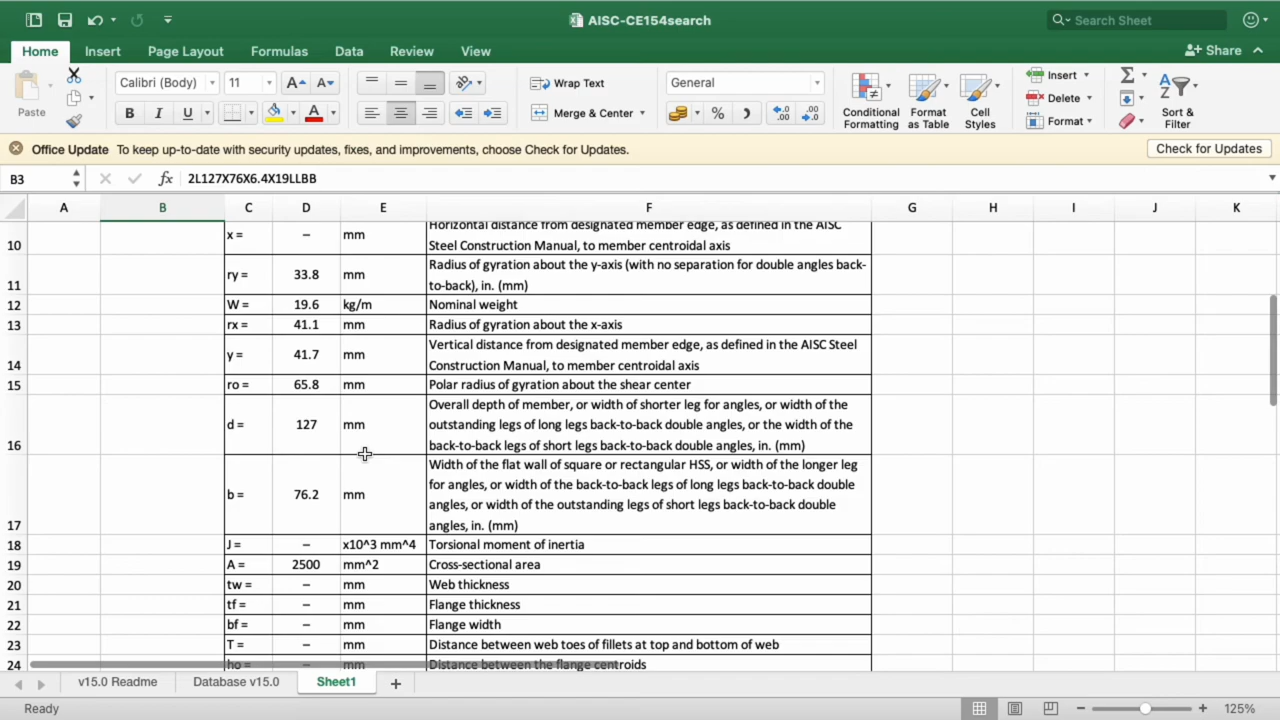 AISC-CE154search
Search Sheet
Home Insert Page Layout Formulas Data Review View
Share
Paste
Calibri (Body) 11
B I U
Wrap Text
Merge & Center
General
%
Conditional Formatting
Format as Table
Cell Styles
Insert
Delete
Format
Sort & Filter
Office Update To keep up-to-date with security updates, fixes, and improvements, choose Check for Updates.
Check for Updates
B3
fx 2L127X76X6.4X19LLBB
A B C D E F G H J K I
10 x = – mm Horizontal distance from designated member edge, as defined in the AISC
Steel Construction Manual, to member centroidal axis
11 ry = 33.8 mm Radius of gyration about the y-axis (with no separation for double angles back-
to-back), in. (mm)
12 W = 19.6 kg/m Nominal weight
13 rx = 41.1 mm Radius of gyration about the x-axis
14 y = 41.7 mm Vertical distance from designated member edge, as defined in the AISC Steel
Construction Manual, to member centroidal axis
15 ro = 65.8 mm Polar radius of gyration about the shear center
16 d = 127 mm Overall depth of member, or width of shorter leg for angles, or width of the
outstanding legs of long legs back-to-back double angles, or the width of the
back-to-back legs of short legs back-to-back double angles, in. (mm)
17 b = 76.2 mm Width of the flat wall of square or rectangular HSS, or width of the longer leg
for angles, or width of the back-to-back legs of long legs back-to-back double
angles, or width of the outstanding legs of short legs back-to-back double
angles, in. (mm)
18 J = – x10^3 mm^4 Torsional moment of inertia
19 A = 2500 mm^2 Cross-sectional area
20 tw = – mm Web thickness
21 tf = – mm Flange thickness
22 bf = – mm Flange width
23 T = – mm Distance between web toes of fillets at top and bottom of web
24 ho = – mm Distance between the flange centroids
v15.0 Readme Database v15.0 Sheet1
Ready
125%